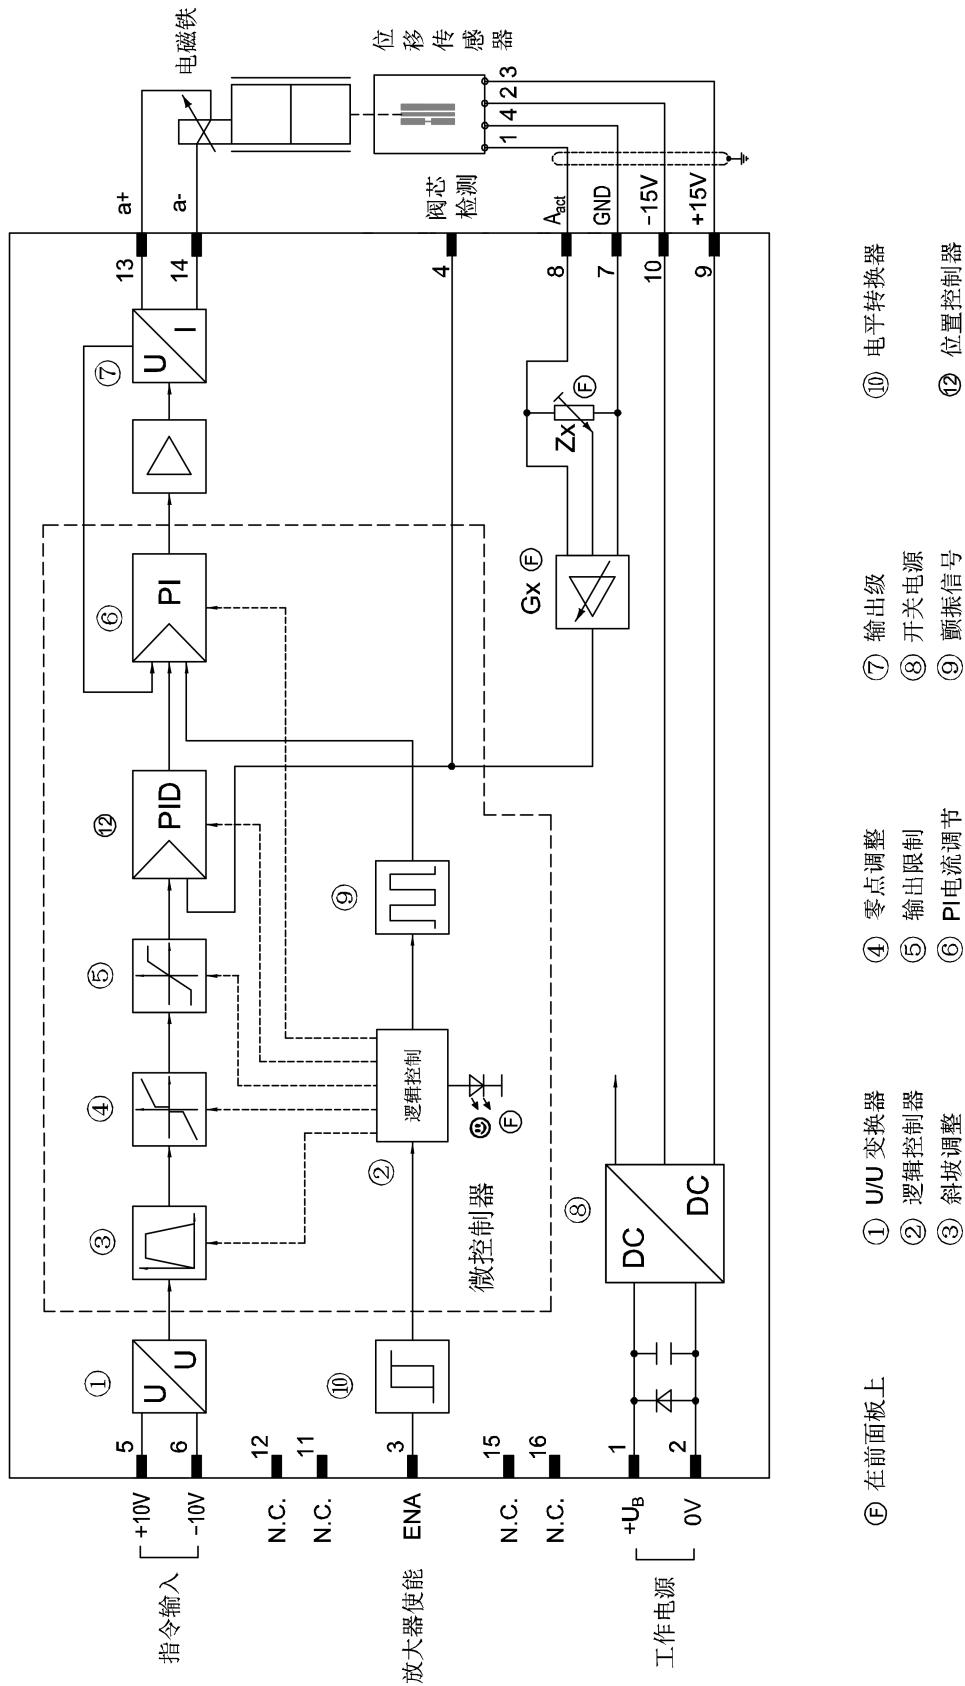 指令输入
+10V
-10V
5
6
①
U
U
③
④
⑤
⑫
PID
⑥
PI
⑦
U
I
13
14
a+
a-
电磁铁
N.C.
12
N.C.
11
放大器使能
ENA
3
⑩
②
逻辑控制
Ⓕ
微控制器
⑨
4
阀芯
检测
位移传感器
1
4
2
3
N.C.
15
N.C.
16
Gx Ⓕ
Zx
Ⓕ
8
7
10
9
Aact
GND
-15V
+15V
工作电源
+UB
0V
1
2
⑧
DC
DC
Ⓕ 在前面板上
① U/U 变换器
② 逻辑控制器
③ 斜坡调整
④ 零点调整
⑤ 输出限制
⑥ PI电流调节
⑦ 输出级
⑧ 开关电源
⑨ 颤振信号
⑩ 电平转换器
⑫ 位置控制器